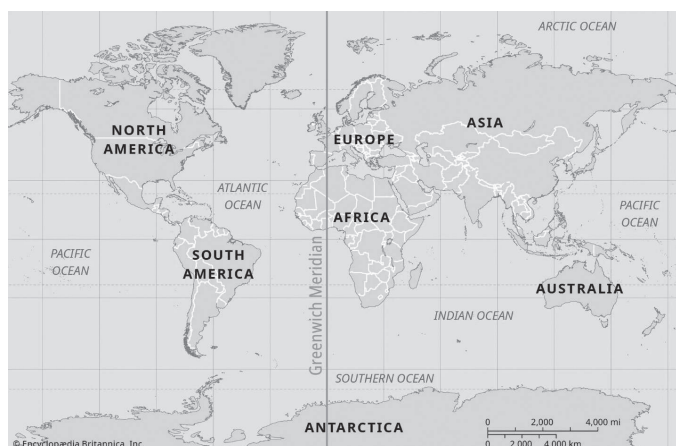 ARCTIC OCEAN
NORTH
AMERICA
EUROPE
ASIA
ATLANTIC
OCEAN
PACIFIC
OCEAN
AFRICA
PACIFIC
OCEAN
SOUTH
AMERICA
Greenwich Meridian
AUSTRALIA
INDIAN OCEAN
SOUTHERN OCEAN
ANTARCTICA
0 2,000 4,000 mi
0 2,000 4,000 km
© Encyclopædia Britannica, Inc.